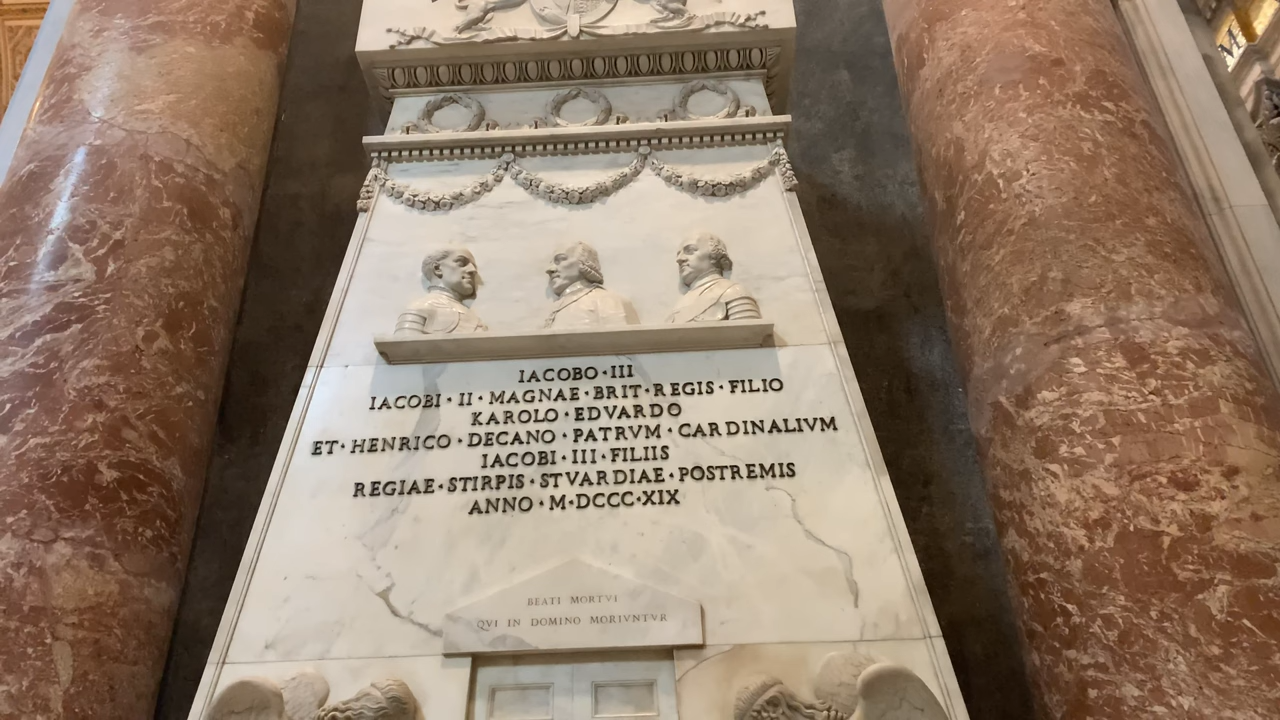 IACOBO · III
IACOBI · II · MAGNAE · BRIT · REGIS · FILIO
KAROLO · EDVARDO
ET · HENRICO · DECANO · PATRVM · CARDINALIVM
IACOBI · III · FILIIS
REGIAE · STIRPIS · STVARDIAE · POSTREMIS
ANNO · M · DCCC · XIX
BEATI MORTVI
QVI IN DOMINO MORIVNTVR